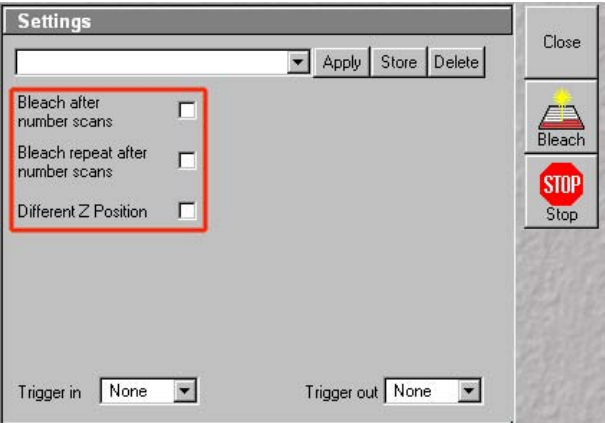 Settings
Close
Apply Store Delete
Bleach after
number scans
Bleach repeat after
number scans
Different Z Position
Bleach
STOP
Stop
Trigger in None Trigger out None